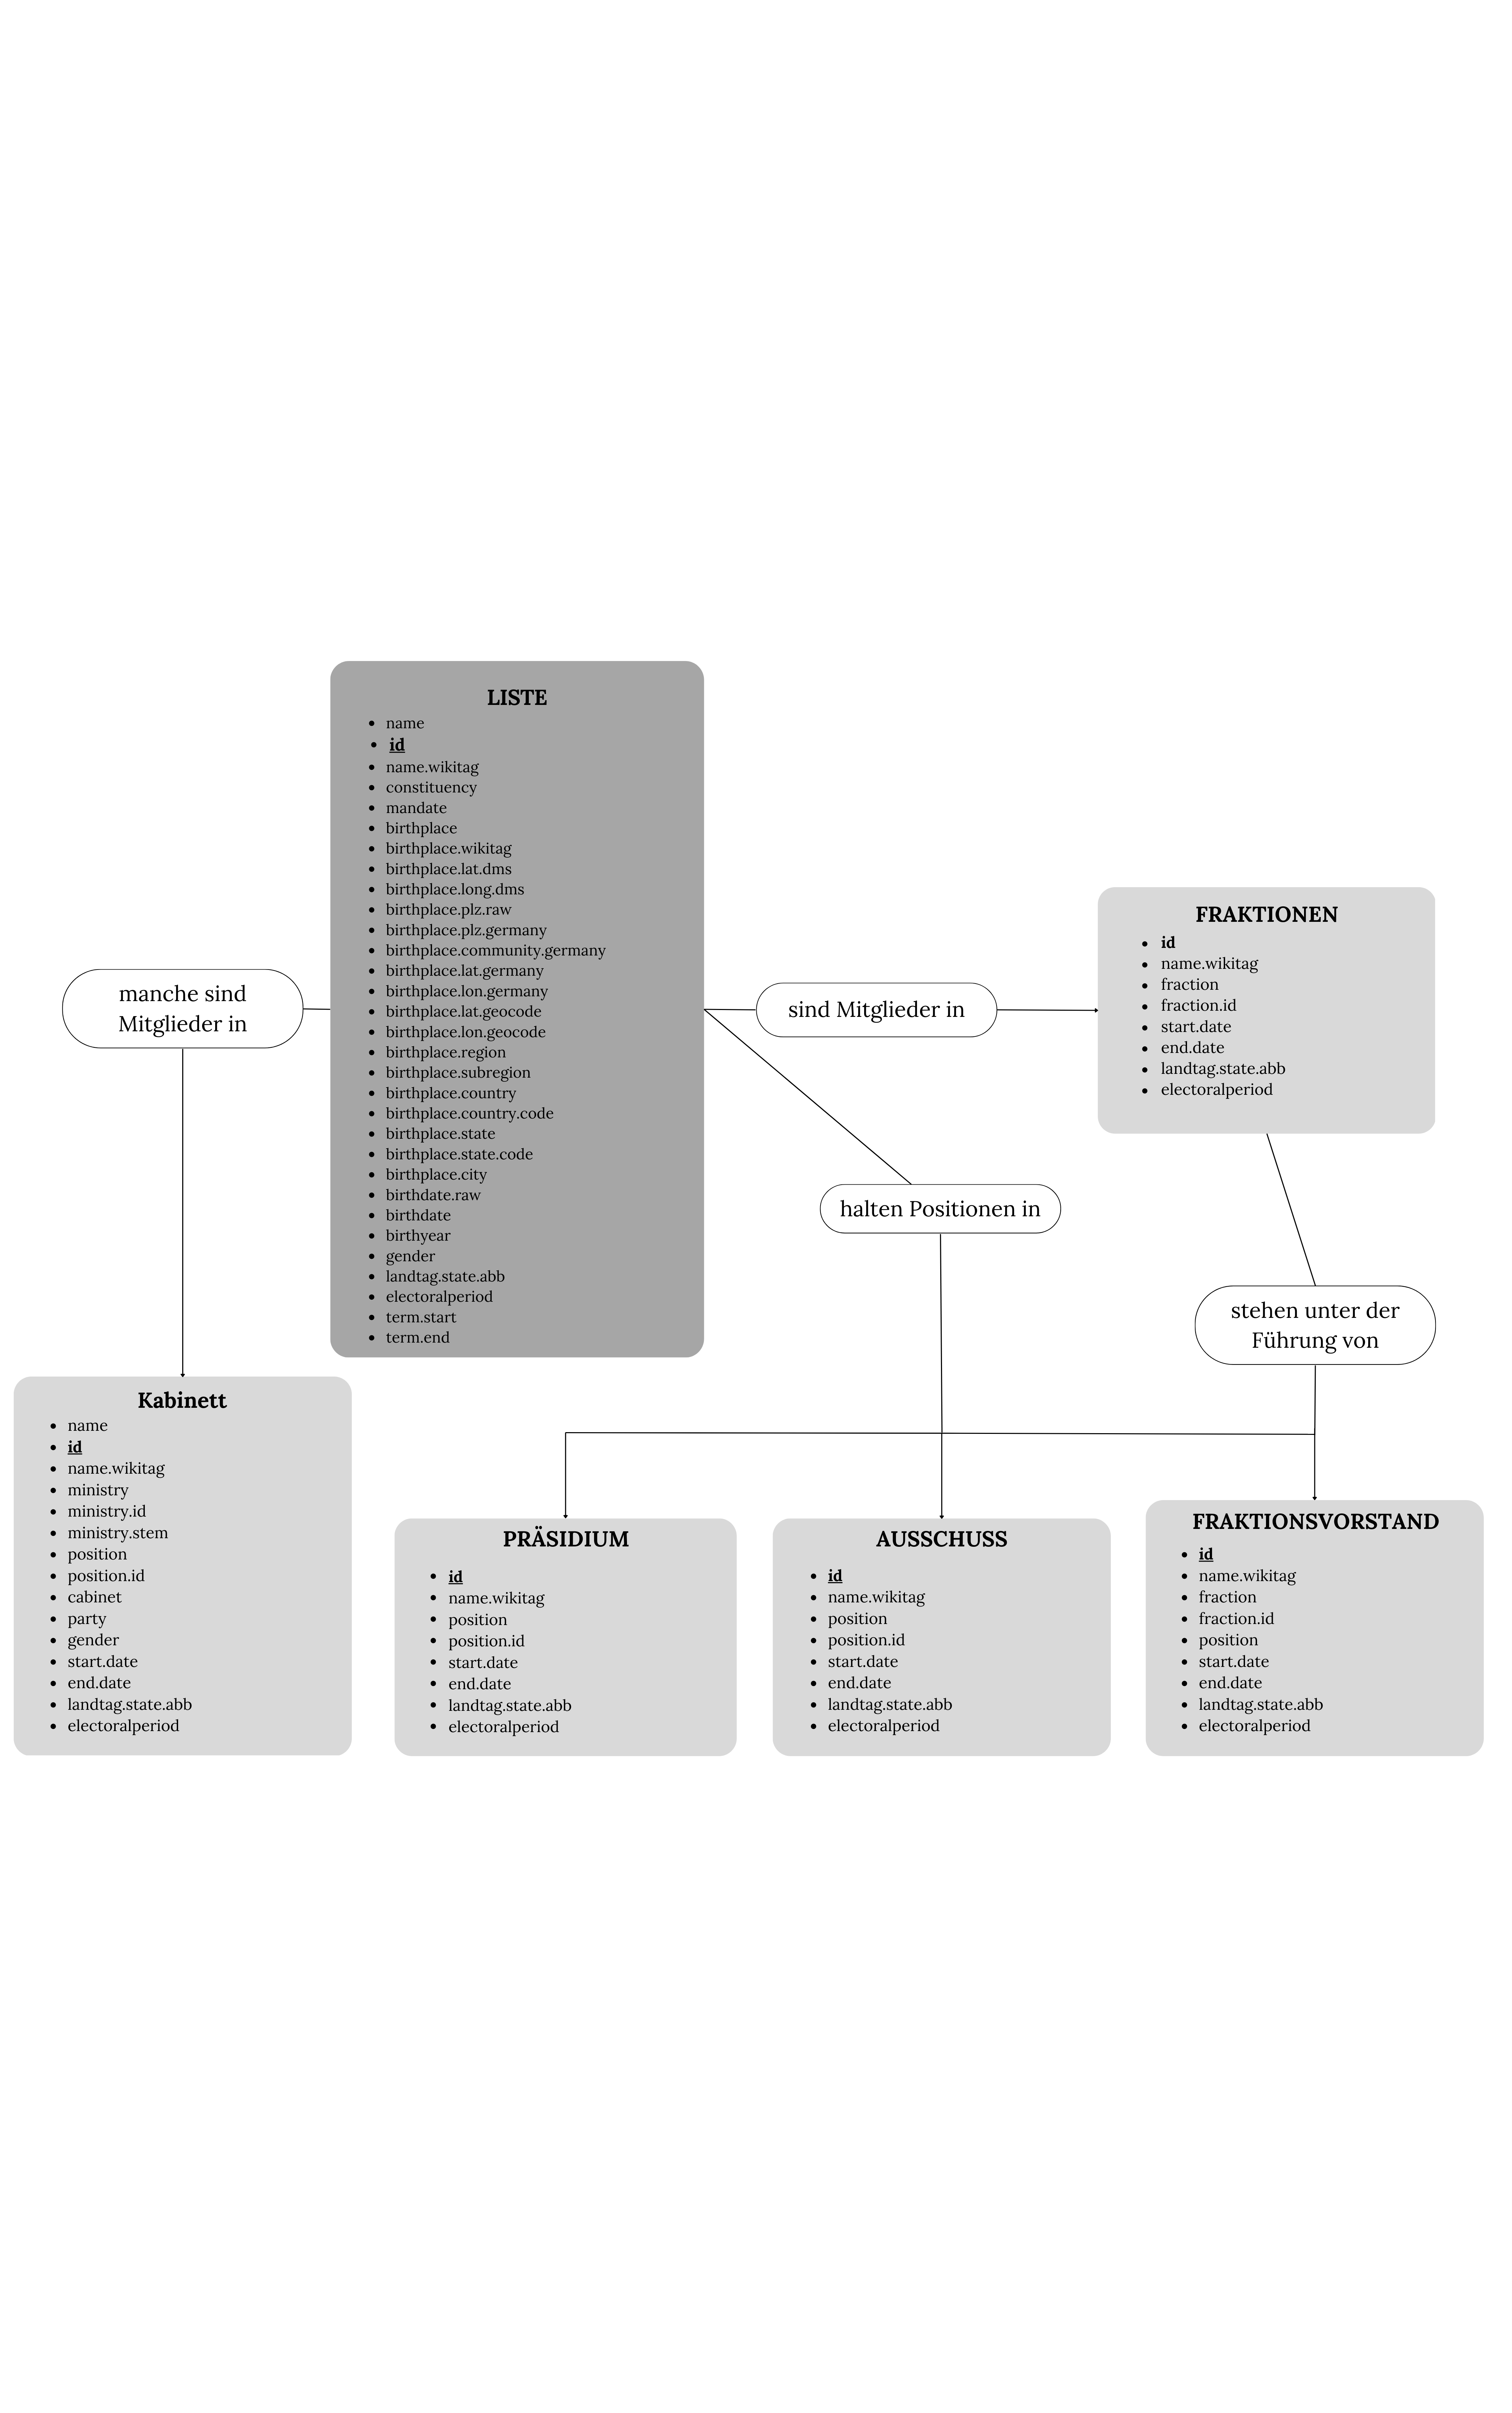 LISTE
name
id
name.wikitag
constituency
mandate
birthplace
birthplace.wikitag
birthplace.lat.dms
birthplace.long.dms
birthplace.plz.raw
birthplace.plz.germany
birthplace.community.germany
birthplace.lat.germany
birthplace.lon.germany
birthplace.lat.geocode
birthplace.lon.geocode
birthplace.region
birthplace.subregion
birthplace.country
birthplace.country.code
birthplace.state
birthplace.state.code
birthplace.city
birthdate.raw
birthdate
birthyear
gender
landtag.state.abb
electoralperiod
term.start
term.end
manche sind
Mitglieder in
sind Mitglieder in
FRAKTIONEN
id
name.wikitag
fraction
fraction.id
start.date
end.date
landtag.state.abb
electoralperiod
halten Positionen in
stehen unter der
Führung von
Kabinett
name
id
name.wikitag
ministry
ministry.id
ministry.stem
position
position.id
cabinet
party
gender
start.date
end.date
landtag.state.abb
electoralperiod
PRÄSIDIUM
id
name.wikitag
position
position.id
start.date
end.date
landtag.state.abb
electoralperiod
AUSSCHUSS
id
name.wikitag
position
position.id
start.date
end.date
landtag.state.abb
electoralperiod
FRAKTIONSVORSTAND
id
name.wikitag
fraction
fraction.id
position
start.date
end.date
landtag.state.abb
electoralperiod